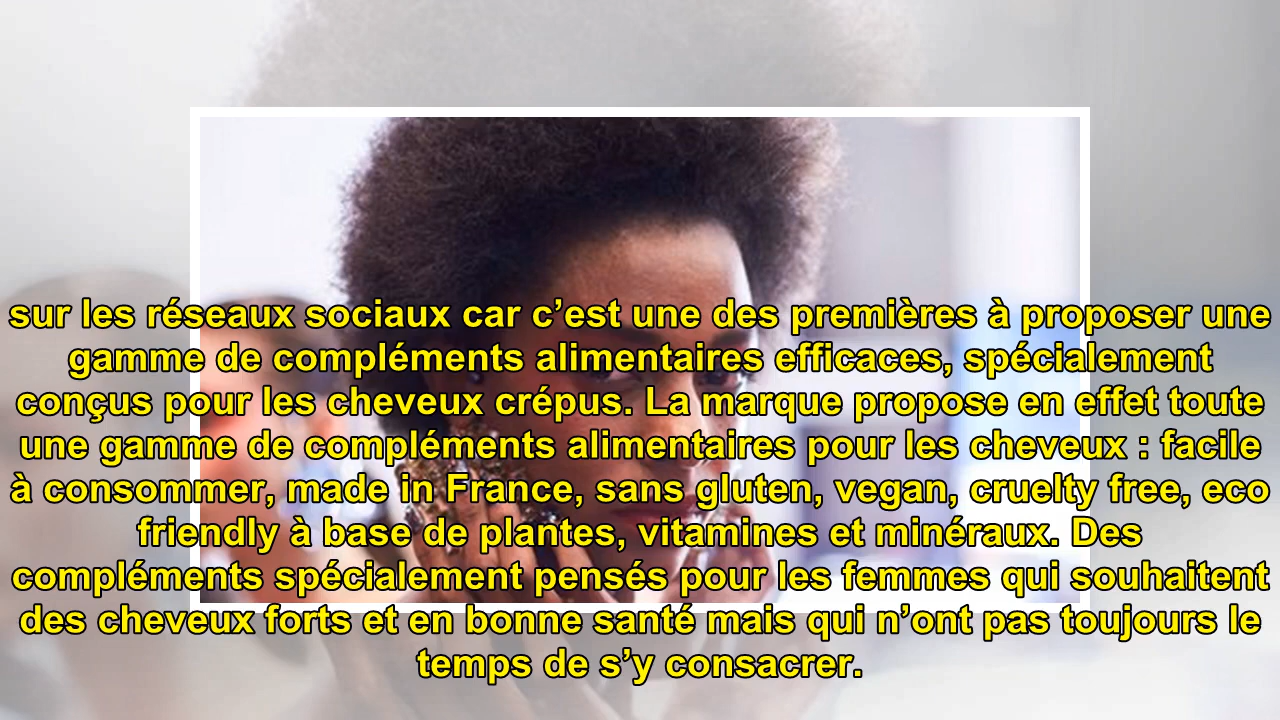 sur les réseaux sociaux car c’est une des premières à proposer une
gamme de compléments alimentaires efficaces, spécialement
conçus pour les cheveux crépus. La marque propose en effet toute
une gamme de compléments alimentaires pour les cheveux : facile
à consommer, made in France, sans gluten, vegan, cruelty free, eco
friendly à base de plantes, vitamines et minéraux. Des
compléments spécialement pensés pour les femmes qui souhaitent
des cheveux forts et en bonne santé mais qui n’ont pas toujours le
temps de s’y consacrer.